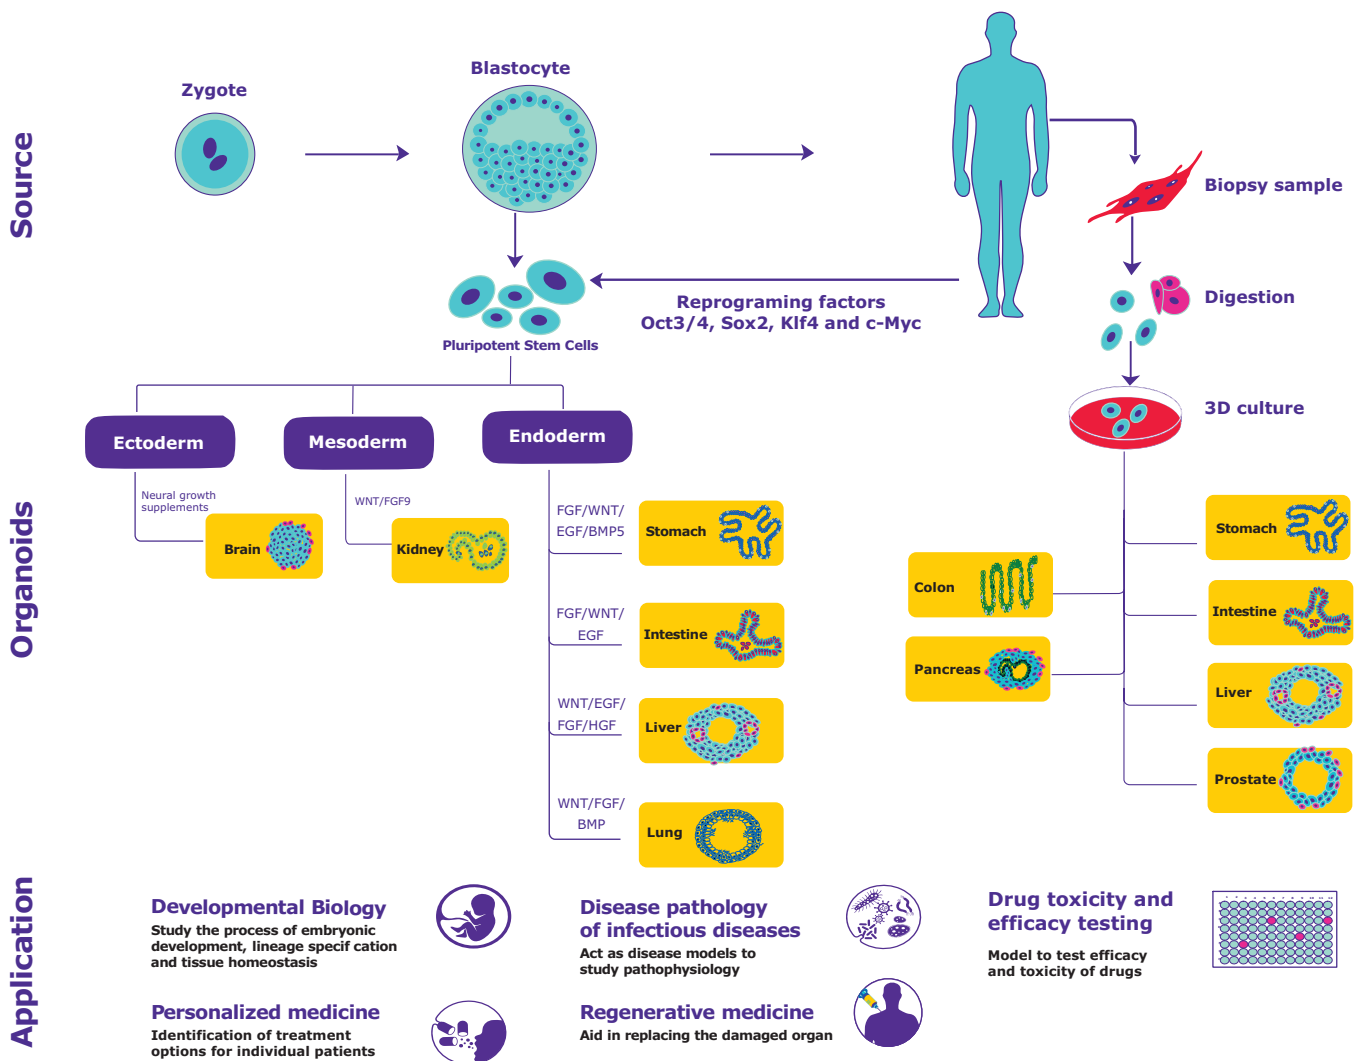 Source
Zygote
Blastocyte
Biopsy sample
Digestion
Reprograming factors
Oct3/4, Sox2, Klf4 and c-Myc
Pluripotent Stem Cells
3D culture
Organoids
Ectoderm
Mesoderm
Endoderm
Neural growth
supplements
Brain
WNT/FGF9
Kidney
FGF/WNT/
EGF/BMP5
Stomach
FGF/WNT/
EGF
Intestine
WNT/EGF/
FGF/HGF
Liver
WNT/FGF/
BMP
Lung
Colon
Pancreas
Stomach
Intestine
Liver
Prostate
Application
Developmental Biology
Study the process of embryonic
development, lineage specif cation
and tissue homeostasis
Personalized medicine
Identification of treatment
options for individual patients
Disease pathology
of infectious diseases
Act as disease models to
study pathophysiology
Regenerative medicine
Aid in replacing the damaged organ
Drug toxicity and
efficacy testing
Model to test efficacy
and toxicity of drugs